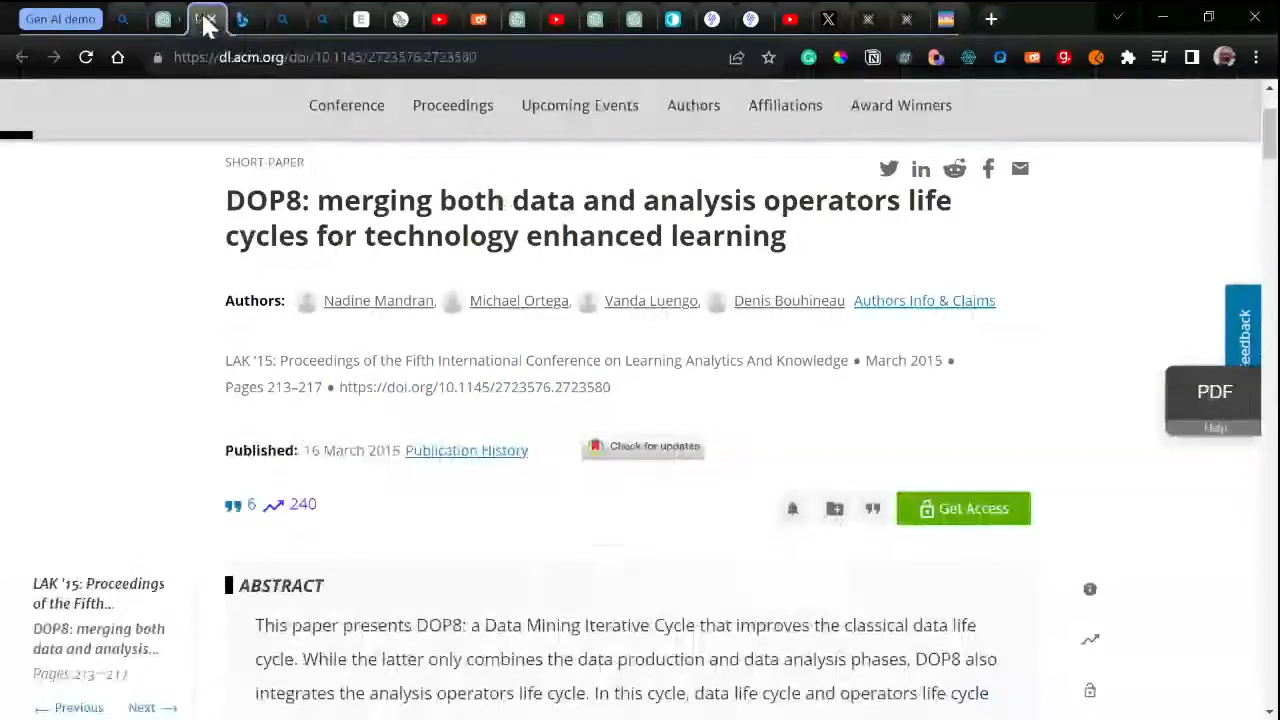 Gen AI demo
https://dl.acm.org/doi/10.1145/2723576.2723580
Conference Proceedings Upcoming Events Authors Affiliations Award Winners
SHORT-PAPER
DOP8: merging both data and analysis operators life
cycles for technology enhanced learning
Authors: Nadine Mandran, Michael Ortega, Vanda Luengo, Denis Bouhineau Authors Info & Claims
LAK '15: Proceedings of the Fifth International Conference on Learning Analytics And Knowledge • March 2015 •
Pages 213–217 • https://doi.org/10.1145/2723576.2723580
Feedback
PDF
Help
Published: 16 March 2015 Publication History
Check for updates
6 240
Get Access
LAK '15: Proceedings
of the Fifth...
DOP8: merging both
data and analysis...
Pages 213–217
← Previous Next →
ABSTRACT
This paper presents DOP8: a Data Mining Iterative Cycle that improves the classical data life
cycle. While the latter only combines the data production and data analysis phases, DOP8 also
integrates the analysis operators life cycle. In this cycle, data life cycle and operators life cycle